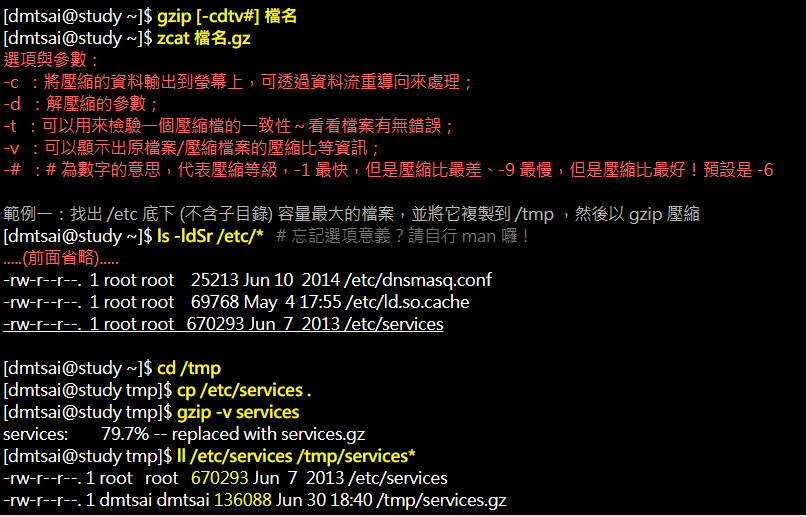 [dmtsai@study ~]$ gzip [-cdtv#] 檔名
[dmtsai@study ~]$ zcat 檔名.gz
選項與參數：
-c ：將壓縮的資料輸出到螢幕上，可透過資料流重導向來處理；
-d ：解壓縮的參數；
-t ：可以用來檢驗一個壓縮檔的一致性～看看檔案有無錯誤；
-v ：可以顯示出原檔案/壓縮檔案的壓縮比等資訊；
-# ：# 為數字的意思，代表壓縮等級，-1 最快，但是壓縮比最差、-9 最慢，但是壓縮比最好！預設是 -6
範例一：找出 /etc 底下 (不含子目錄) 容量最大的檔案，並將它複製到 /tmp ，然後以 gzip 壓縮
[dmtsai@study ~]$ ls -ldSr /etc/* # 忘記選項意義？請自行 man 囉！
.....(前面省略).....
-rw-r--r--. 1 root root 25213 Jun 10 2014 /etc/dnsmasq.conf
-rw-r--r--. 1 root root 69768 May 4 17:55 /etc/ld.so.cache
-rw-r--r--. 1 root root 670293 Jun 7 2013 /etc/services
[dmtsai@study ~]$ cd /tmp
[dmtsai@study tmp]$ cp /etc/services .
[dmtsai@study tmp]$ gzip -v services
services: 79.7% -- replaced with services.gz
[dmtsai@study tmp]$ ll /etc/services /tmp/services*
-rw-r--r--. 1 root root 670293 Jun 7 2013 /etc/services
-rw-r--r--. 1 dmtsai dmtsai 136088 Jun 30 18:40 /tmp/services.gz